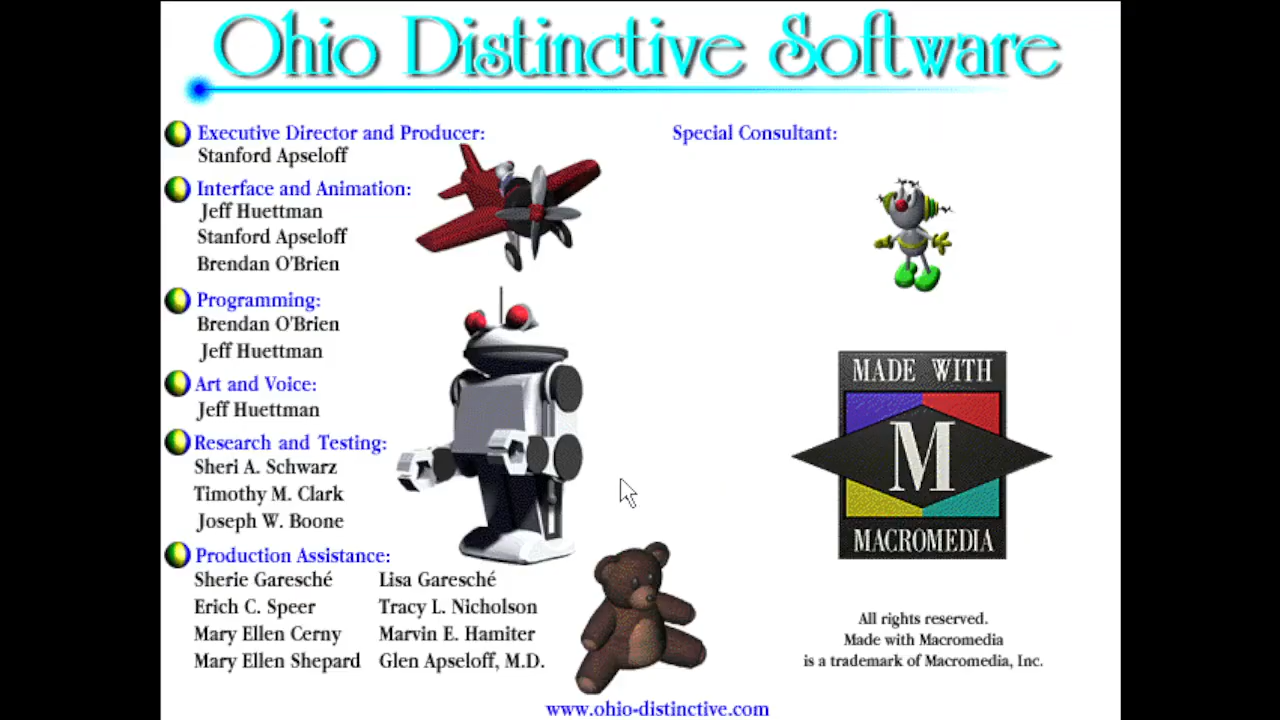 Ohio Distinctive Software
Executive Director and Producer:
Stanford Apseloff
Interface and Animation:
Jeff Huettman
Stanford Apseloff
Brendan O'Brien
Programming:
Brendan O'Brien
Jeff Huettman
Art and Voice:
Jeff Huettman
Research and Testing:
Sheri A. Schwarz
Timothy M. Clark
Joseph W. Boone
Production Assistance:
Sherie Garesché Lisa Garesché
Erich C. Speer Tracy L. Nicholson
Mary Ellen Cerny Marvin E. Hamiter
Mary Ellen Shepard Glen Apseloff, M.D.
Special Consultant:
MADE WITH
M
MACROMEDIA
All rights reserved.
Made with Macromedia
is a trademark of Macromedia, Inc.
www.ohio-distinctive.com